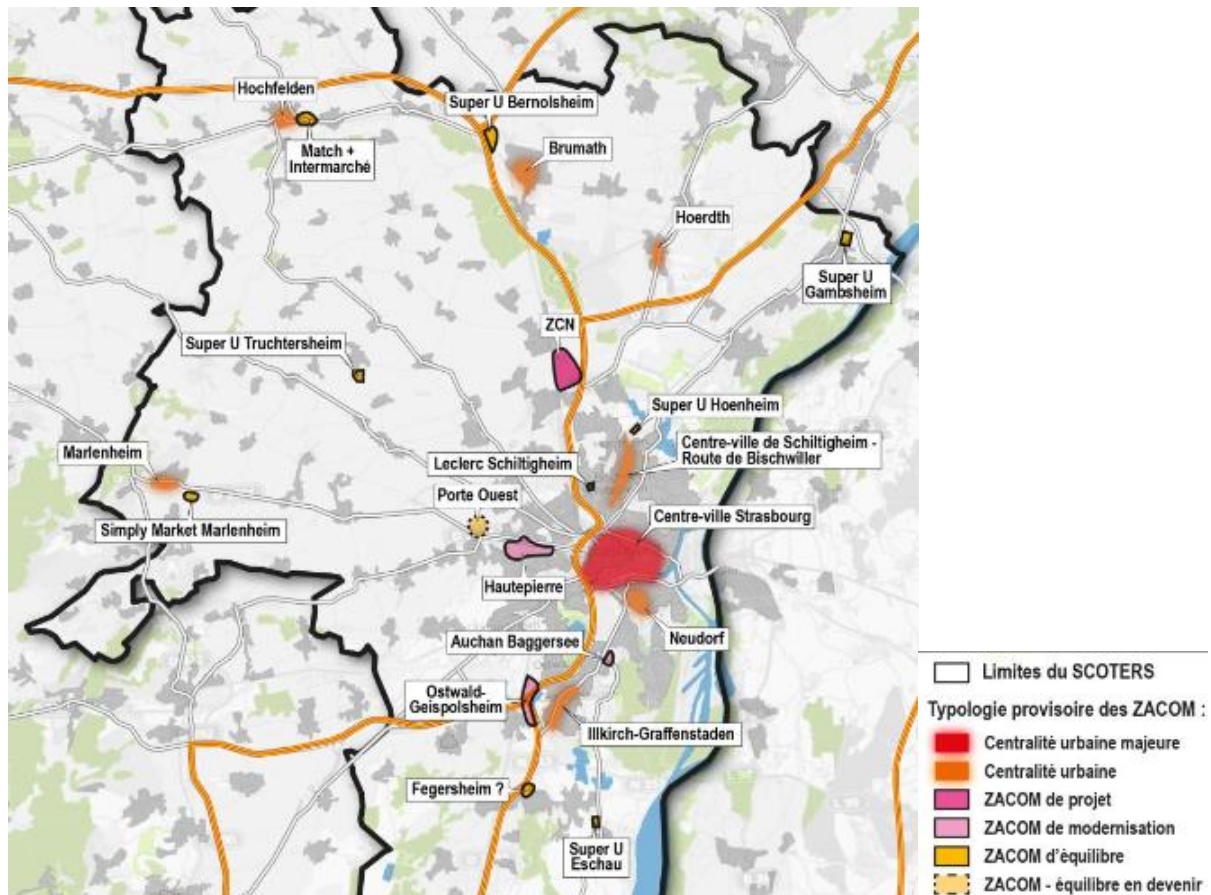 Hochfelden
Super U Bernolsheim
Match +
Intermarché
Brumath
Hoerdth
Super U
Gambsheim
ZCN
Super U Truchtersheim
Super U Hoenheim
Marlenheim
Leclerc Schiltigheim
Centre-ville de Schiltigheim -
Route de Bischwiller
Porte Ouest
Centre-ville Strasbourg
Simply Market Marlenheim
Hautepierre
Auchan Baggersee
Neudorf
Ostwald-
Geispolsheim
Illkirch-Graffenstaden
Fegersheim ?
Super U
Eschau
Limites du SCOTERS
Typologie provisoire des ZACOM :
Centralité urbaine majeure
Centralité urbaine
ZACOM de projet
ZACOM de modernisation
ZACOM d'équilibre
ZACOM - équilibre en devenir